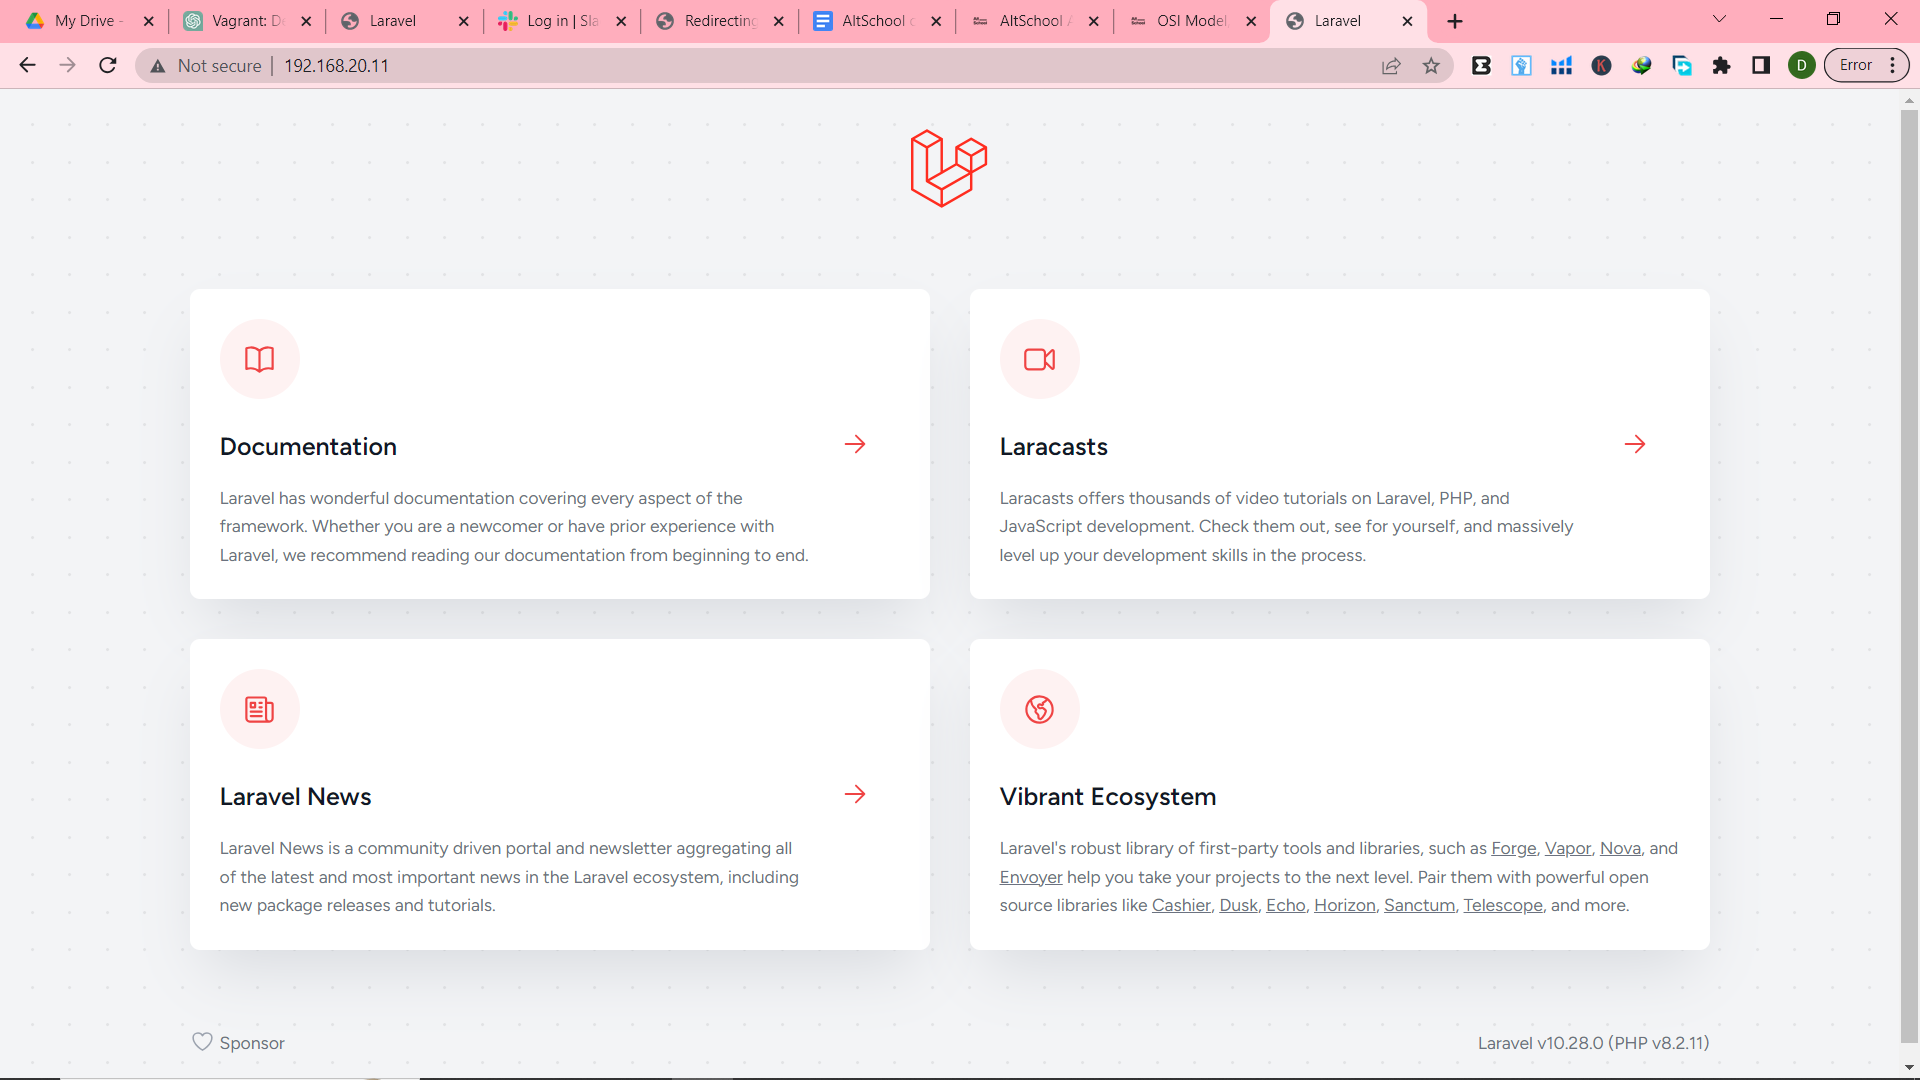 My Drive -
Vagrant: De
Laravel
Log in | Sla
Redirecting
AltSchool c
AltSchool A
OSI Model,
Laravel
Not secure
192.168.20.11
D
Error
Documentation
Laravel has wonderful documentation covering every aspect of the
framework. Whether you are a newcomer or have prior experience with
Laravel, we recommend reading our documentation from beginning to end.
Laracasts
Laracasts offers thousands of video tutorials on Laravel, PHP, and
JavaScript development. Check them out, see for yourself, and massively
level up your development skills in the process.
Laravel News
Laravel News is a community driven portal and newsletter aggregating all
of the latest and most important news in the Laravel ecosystem, including
new package releases and tutorials.
Vibrant Ecosystem
Laravel's robust library of first-party tools and libraries, such as Forge, Vapor, Nova, and
Envoyer help you take your projects to the next level. Pair them with powerful open
source libraries like Cashier, Dusk, Echo, Horizon, Sanctum, Telescope, and more.
Sponsor
Laravel v10.28.0 (PHP v8.2.11)